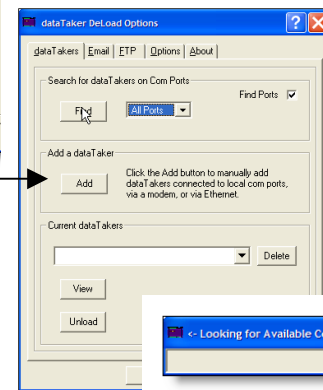 dataTaker DeLoad Options
dataTakers Email FTP Options About
Search for dataTakers on Com Ports
Find Ports
Find All Ports
Add a dataTaker
Add
Click the Add button to manually add
dataTakers connected to local com ports,
via a modem, or via Ethernet.
Current dataTakers
Delete
View
Unload
<- Looking for Available C